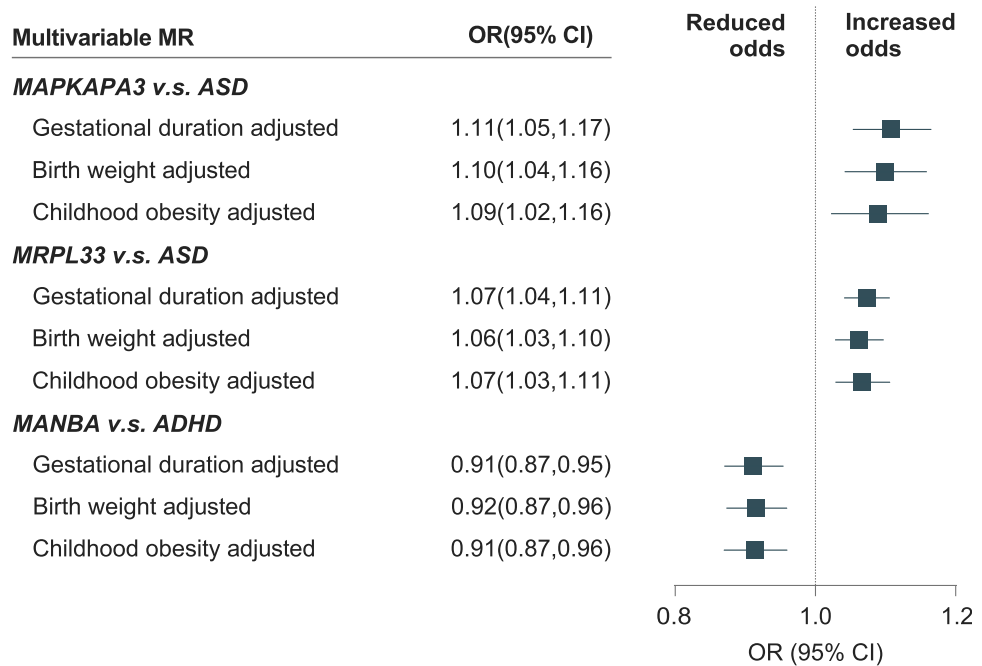 Multivariable MR OR(95% CI) Reduced odds Increased odds
MAPKAPA3 v.s. ASD
Gestational duration adjusted 1.11(1.05,1.17)
Birth weight adjusted 1.10(1.04,1.16)
Childhood obesity adjusted 1.09(1.02,1.16)
MRPL33 v.s. ASD
Gestational duration adjusted 1.07(1.04,1.11)
Birth weight adjusted 1.06(1.03,1.10)
Childhood obesity adjusted 1.07(1.03,1.11)
MANBA v.s. ADHD
Gestational duration adjusted 0.91(0.87,0.95)
Birth weight adjusted 0.92(0.87,0.96)
Childhood obesity adjusted 0.91(0.87,0.96)
0.8 1.0 1.2
OR (95% CI)